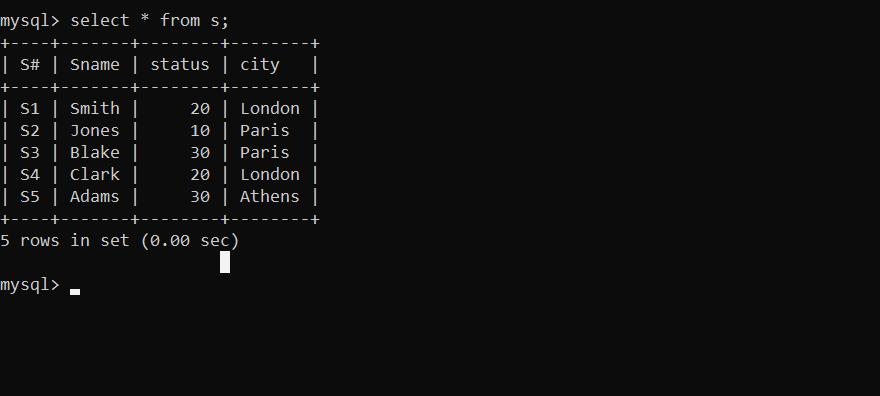 mysql> select * from s;
+----+-------+--------+--------+
| S# | Sname | status | city   |
+----+-------+--------+--------+
| S1 | Smith |     20 | London |
| S2 | Jones |     10 | Paris  |
| S3 | Blake |     30 | Paris  |
| S4 | Clark |     20 | London |
| S5 | Adams |     30 | Athens |
+----+-------+--------+--------+
5 rows in set (0.00 sec)
mysql>